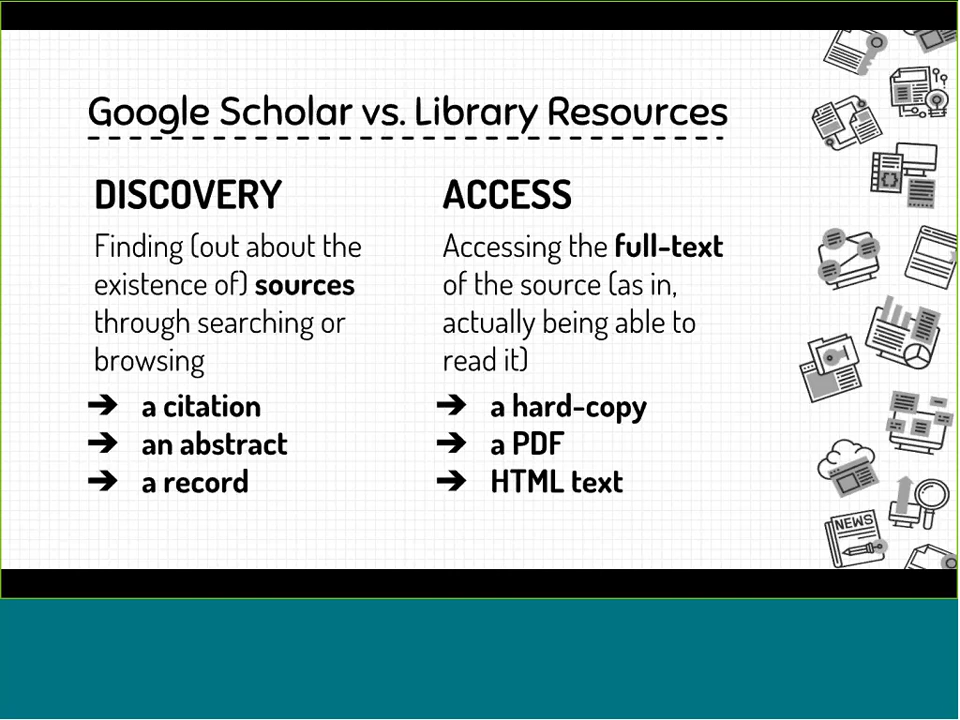 Google Scholar vs. Library Resources
DISCOVERY
Finding (out about the
existence of) sources
through searching or
browsing
➔ a citation
➔ an abstract
➔ a record
ACCESS
Accessing the full-text
of the source (as in,
actually being able to
read it)
➔ a hard-copy
➔ a PDF
➔ HTML text
NEWS